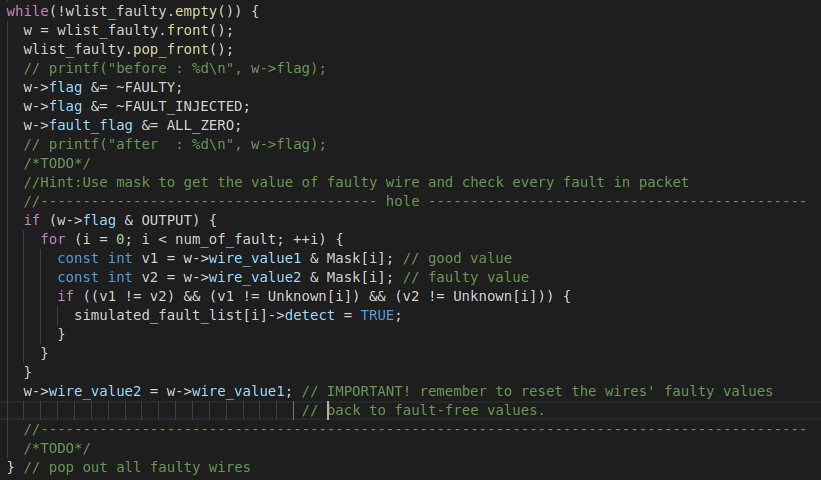 while(!wlist_faulty.empty()) {
w = wlist_faulty.front();
wlist_faulty.pop_front();
// printf("before : %d\n", w->flag);
w->flag &= ~FAULTY;
w->flag &= ~FAULT_INJECTED;
w->fault_flag &= ALL_ZERO;
// printf("after  : %d\n", w->flag);
/*TODO*/
//Hint:Use mask to get the value of faulty wire and check every fault in packet
//---------------------------------------- hole ---------------------------------------------
if (w->flag & OUTPUT) {
for (i = 0; i < num_of_fault; ++i) {
const int v1 = w->wire_value1 & Mask[i]; // good value
const int v2 = w->wire_value2 & Mask[i]; // faulty value
if ((v1 != v2) && (v1 != Unknown[i]) && (v2 != Unknown[i])) {
simulated_fault_list[i]->detect = TRUE;
}
}
}
w->wire_value2 = w->wire_value1; // IMPORTANT! remember to reset the wires' faulty values
// back to fault-free values.
//-------------------------------------------------------------------------------------------
/*TODO*/
} // pop out all faulty wires